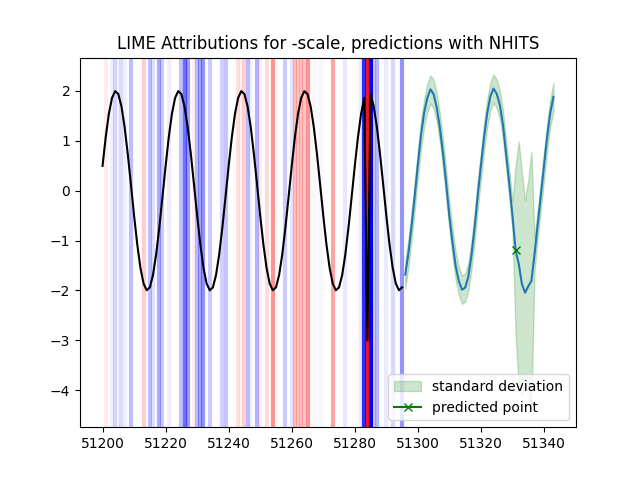 LIME Attributions for -scale, predictions with NHITS
2
1
0
−1
−2
−3
−4
standard deviation
predicted point
51200 51220 51240 51260 51280 51300 51320 51340